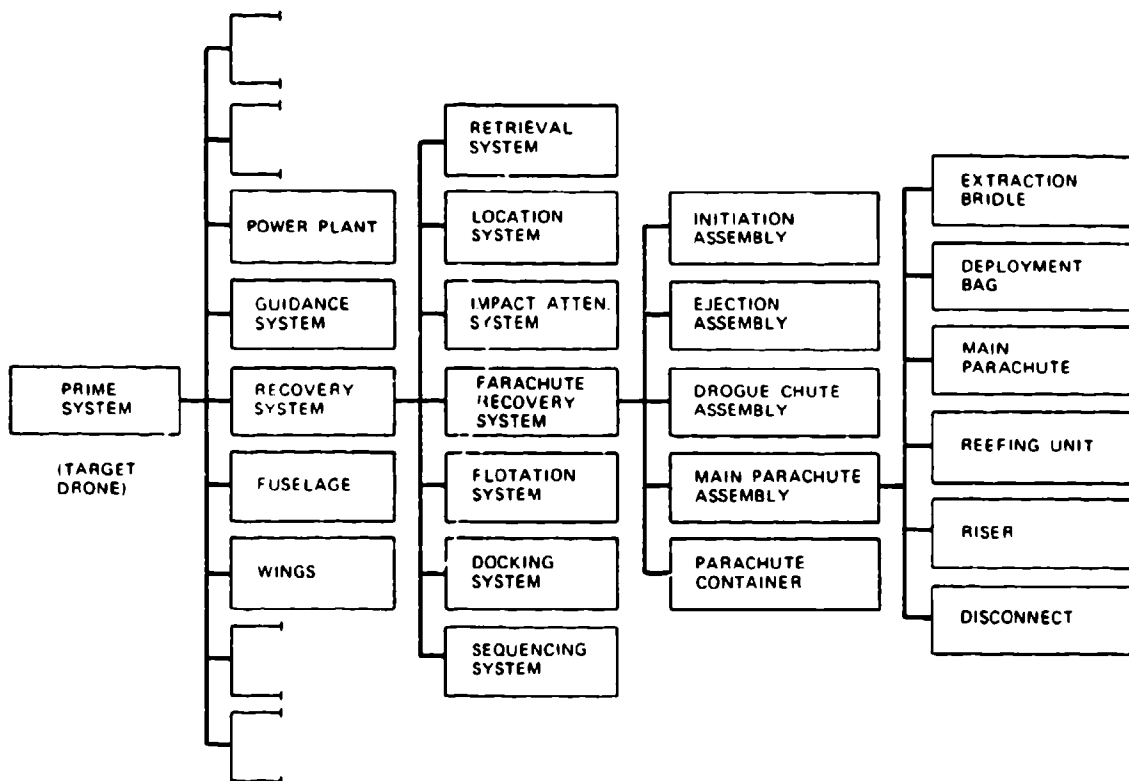 PRIME
SYSTEM
(TARGET
DRONE)
POWER PLANT
GUIDANCE
SYSTEM
RECOVERY
SYSTEM
FUSELAGE
WINGS
RETRIEVAL
SYSTEM
LOCATION
SYSTEM
IMPACT ATTEN.
SYSTEM
FARACHUTE
RECOVERY
SYSTEM
FLOTATION
SYSTEM
DOCKING
SYSTEM
SEQUENCING
SYSTEM
INITIATION
ASSEMBLY
EJECTION
ASSEMBLY
DROGUE CHUTE
ASSEMBLY
MAIN PARACHUTE
ASSEMBLY
PARACHUTE
CONTAINER
EXTRACTION
BRIDLE
DEPLOYMENT
BAG
MAIN
PARACHUTE
REEFING UNIT
RISER
DISCONNECT